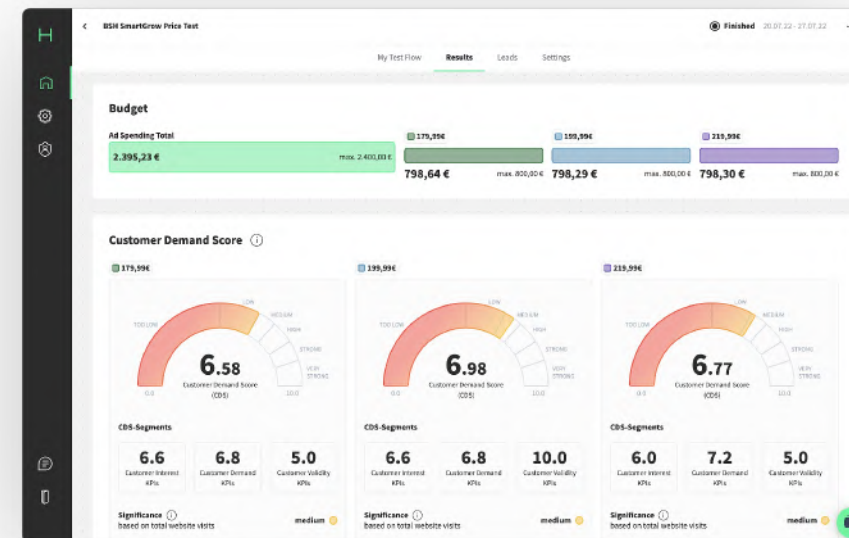 BSH SmartGrow Price Test
Finished 20.07.22 - 27.07.22
My Test Flow Results Leads Settings
Budget
Ad Spending Total
2.395,23 € max. 2.400,00 €
179,99€
798,64 € max. 800,00 €
199,99€
798,29 € max. 800,00 €
219,99€
798,30 € max. 800,00 €
Customer Demand Score
179,99€
TOO LOW
LOW
MEDIUM
HIGH
STRONG
VERY
STRONG
6.58
Customer Demand Score
(CDS)
0.0 10.0
CDS-Segments
6.6
Customer Interest
KPIs
6.8
Customer Demand
KPIs
5.0
Customer Validity
KPIs
Significance
based on total website visits
medium
199,99€
TOO LOW
LOW
MEDIUM
HIGH
STRONG
VERY
STRONG
6.98
Customer Demand Score
(CDS)
0.0 10.0
CDS-Segments
6.6
Customer Interest
KPIs
6.8
Customer Demand
KPIs
10.0
Customer Validity
KPIs
Significance
based on total website visits
medium
219,99€
TOO LOW
LOW
MEDIUM
HIGH
STRONG
VERY
STRONG
6.77
Customer Demand Score
(CDS)
0.0 10.0
CDS-Segments
6.0
Customer Interest
KPIs
7.2
Customer Demand
KPIs
5.0
Customer Validity
KPIs
Significance
based on total website visits
medium